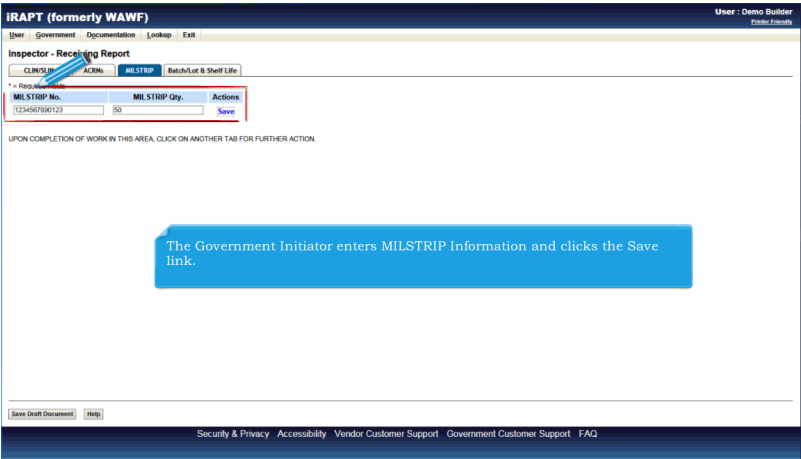 iRAPT (formerly WAWF)
User : Demo Builder
Printer Friendly
User Government Documentation Lookup Exit
Inspector - Receiving Report
CLIN/SLIN ACRNs MILSTRIP Batch/Lot & Shelf Life
* = Required Fields
MILSTRIP No. MILSTRIP Qty. Actions
1234567890123 50 Save
UPON COMPLETION OF WORK IN THIS AREA, CLICK ON ANOTHER TAB FOR FURTHER ACTION.
The Government Initiator enters MILSTRIP Information and clicks the Save
link.
Save Draft Document Help
Security & Privacy Accessibility Vendor Customer Support Government Customer Support FAQ